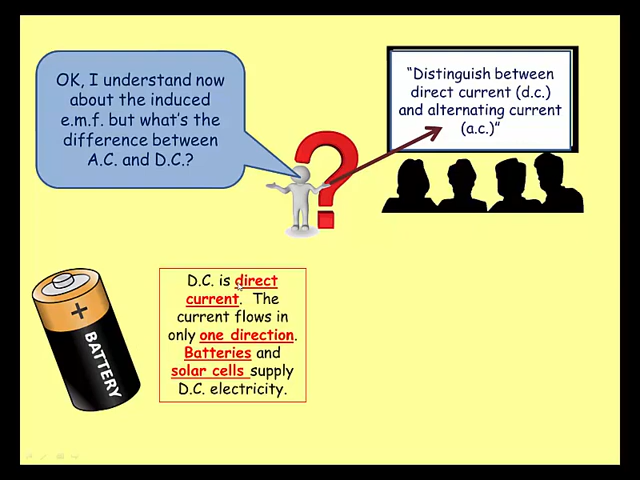 OK, I understand now
about the induced
e.m.f. but what's the
difference between
A.C. and D.C.?
“Distinguish between
direct current (d.c.)
and alternating current
(a.c.)”
+
BATTERY
D.C. is direct
current. The
current flows in
only one direction.
Batteries and
solar cells supply
D.C. electricity.